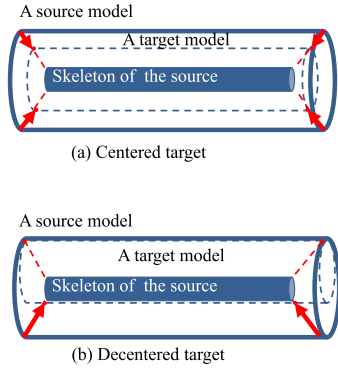 A source model
A target model
Skeleton of the source
(a) Centered target
A source model
A target model
Skeleton of the source
(b) Decentered target